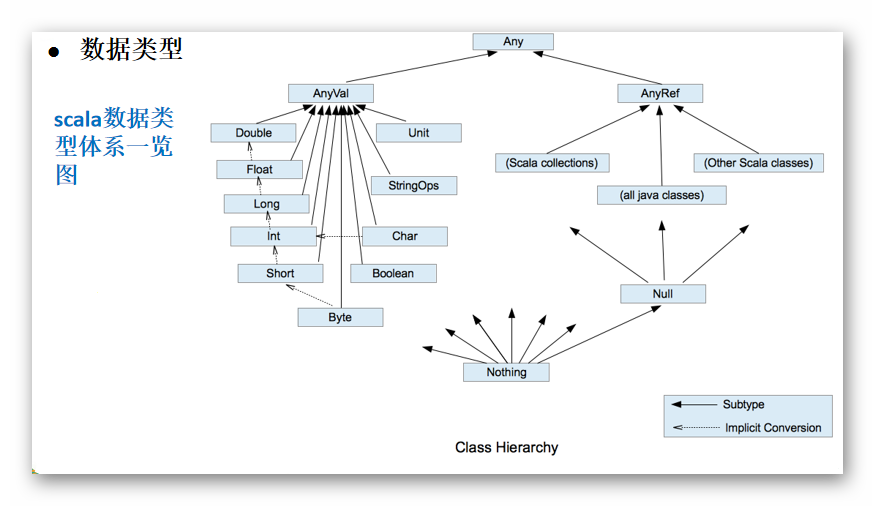 ● 数据类型
scala数据类
型体系一览
图
Any
AnyVal
AnyRef
Double
Unit
Float
StringOps
Long
Int
Char
Short
Boolean
Byte
(Scala collections)
(Other Scala classes)
(all java classes)
Null
Nothing
Subtype
Implicit Conversion
Class Hierarchy